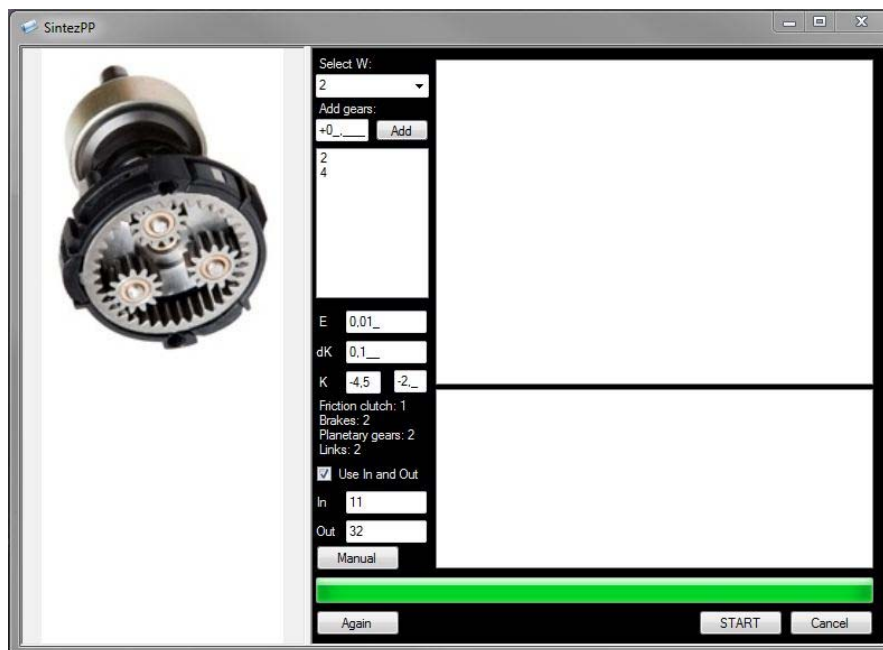 SintezPP
Select W:
2
Add gears:
+0_,___ Add
2
4
E 0,01_
dK 0,1__
K -4,5 -2,_
Friction clutch: 1
Brakes: 2
Planetary gears: 2
Links: 2
Use In and Out
In 11
Out 32
Manual
Again START Cancel